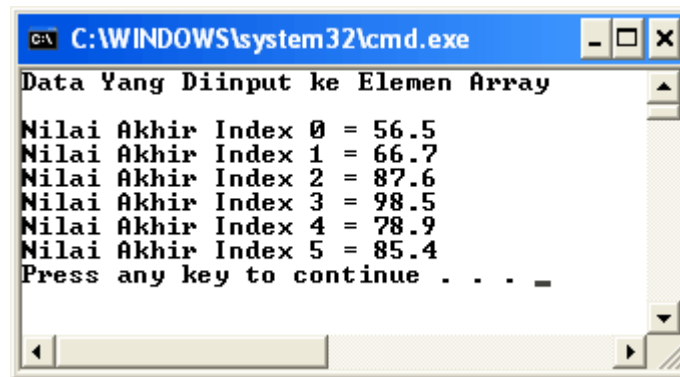 C:\WINDOWS\system32\cmd.exe
Data Yang Diinput ke Elemen Array
Nilai Akhir Index 0 = 56.5
Nilai Akhir Index 1 = 66.7
Nilai Akhir Index 2 = 87.6
Nilai Akhir Index 3 = 98.5
Nilai Akhir Index 4 = 78.9
Nilai Akhir Index 5 = 85.4
Press any key to continue . . . _